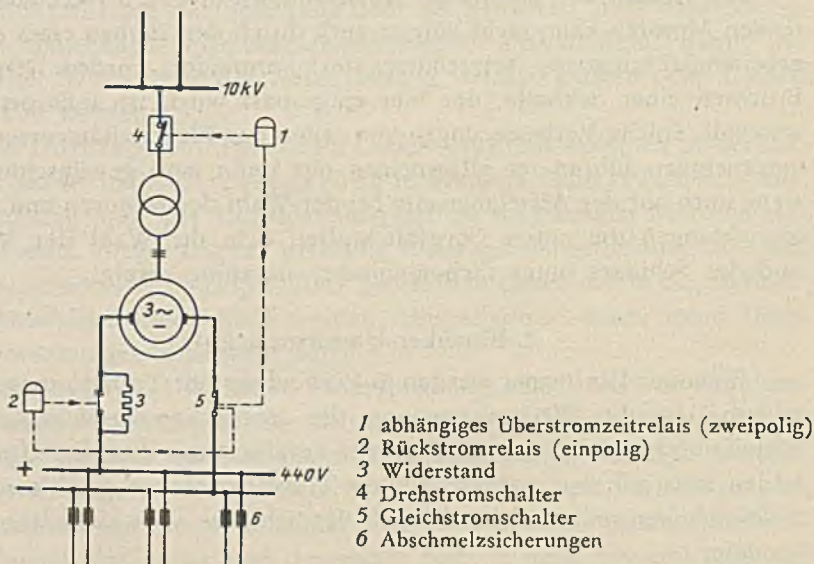 10kV
4
1
3~
2
3
5
+
440V
-
6
1 abhängiges Überstromzeitrelais (zweipolig)
2 Rückstromrelais (einpolig)
3 Widerstand
4 Drehstromschalter
5 Gleichstromschalter
6 Abschmelzsicherungen